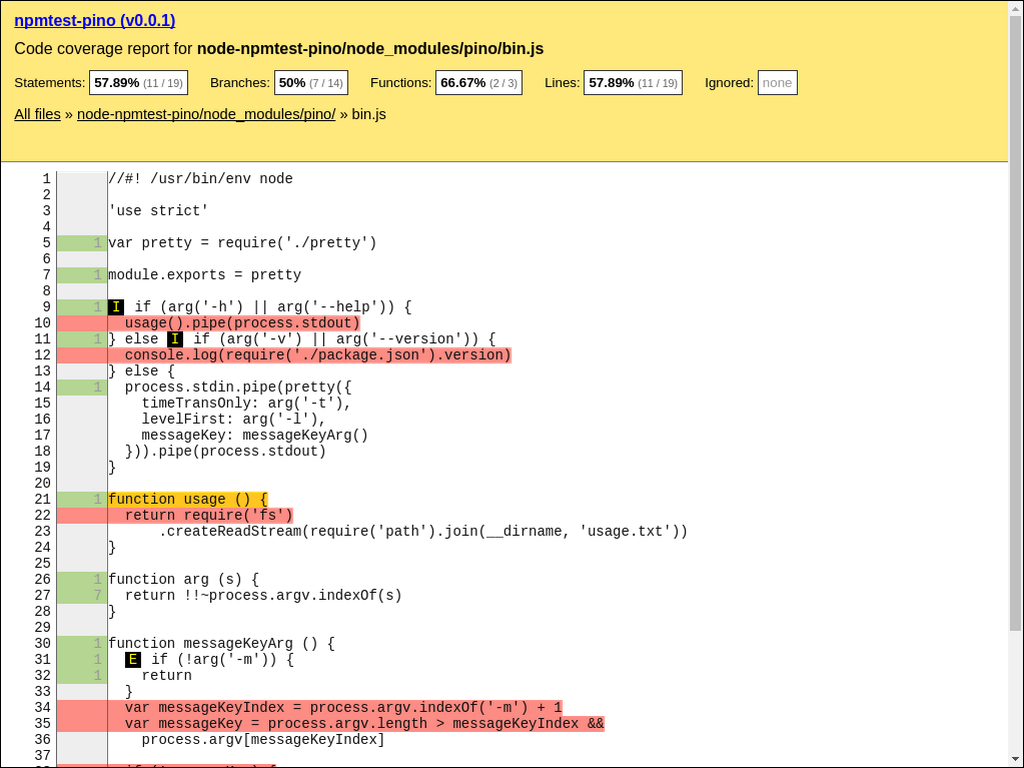 npmtest-pino (v0.0.1)
Code coverage report for node-npmtest-pino/node_modules/pino/bin.js
Statements: 57.89% (11 / 19) Branches: 50% (7 / 14) Functions: 66.67% (2 / 3) Lines: 57.89% (11 / 19) Ignored: none
All files » node-npmtest-pino/node_modules/pino/ » bin.js
1 //#! /usr/bin/env node
2
3 'use strict'
4
5 1 var pretty = require('./pretty')
6
7 1 module.exports = pretty
8
9 1 I if (arg('-h') || arg('--help')) {
10 usage().pipe(process.stdout)
11 1 } else I if (arg('-v') || arg('--version')) {
12 console.log(require('./package.json').version)
13 } else {
14 1 process.stdin.pipe(pretty({
15 timeTransOnly: arg('-t'),
16 levelFirst: arg('-l'),
17 messageKey: messageKeyArg()
18 })).pipe(process.stdout)
19 }
20
21 1 function usage () {
22 return require('fs')
23 .createReadStream(require('path').join(__dirname, 'usage.txt'))
24 }
25
26 1 function arg (s) {
27 7 return !!~process.argv.indexOf(s)
28 }
29
30 1 function messageKeyArg () {
31 1 E if (!arg('-m')) {
32 1 return
33 }
34 var messageKeyIndex = process.argv.indexOf('-m') + 1
35 var messageKey = process.argv.length > messageKeyIndex &&
36 process.argv[messageKeyIndex]
37